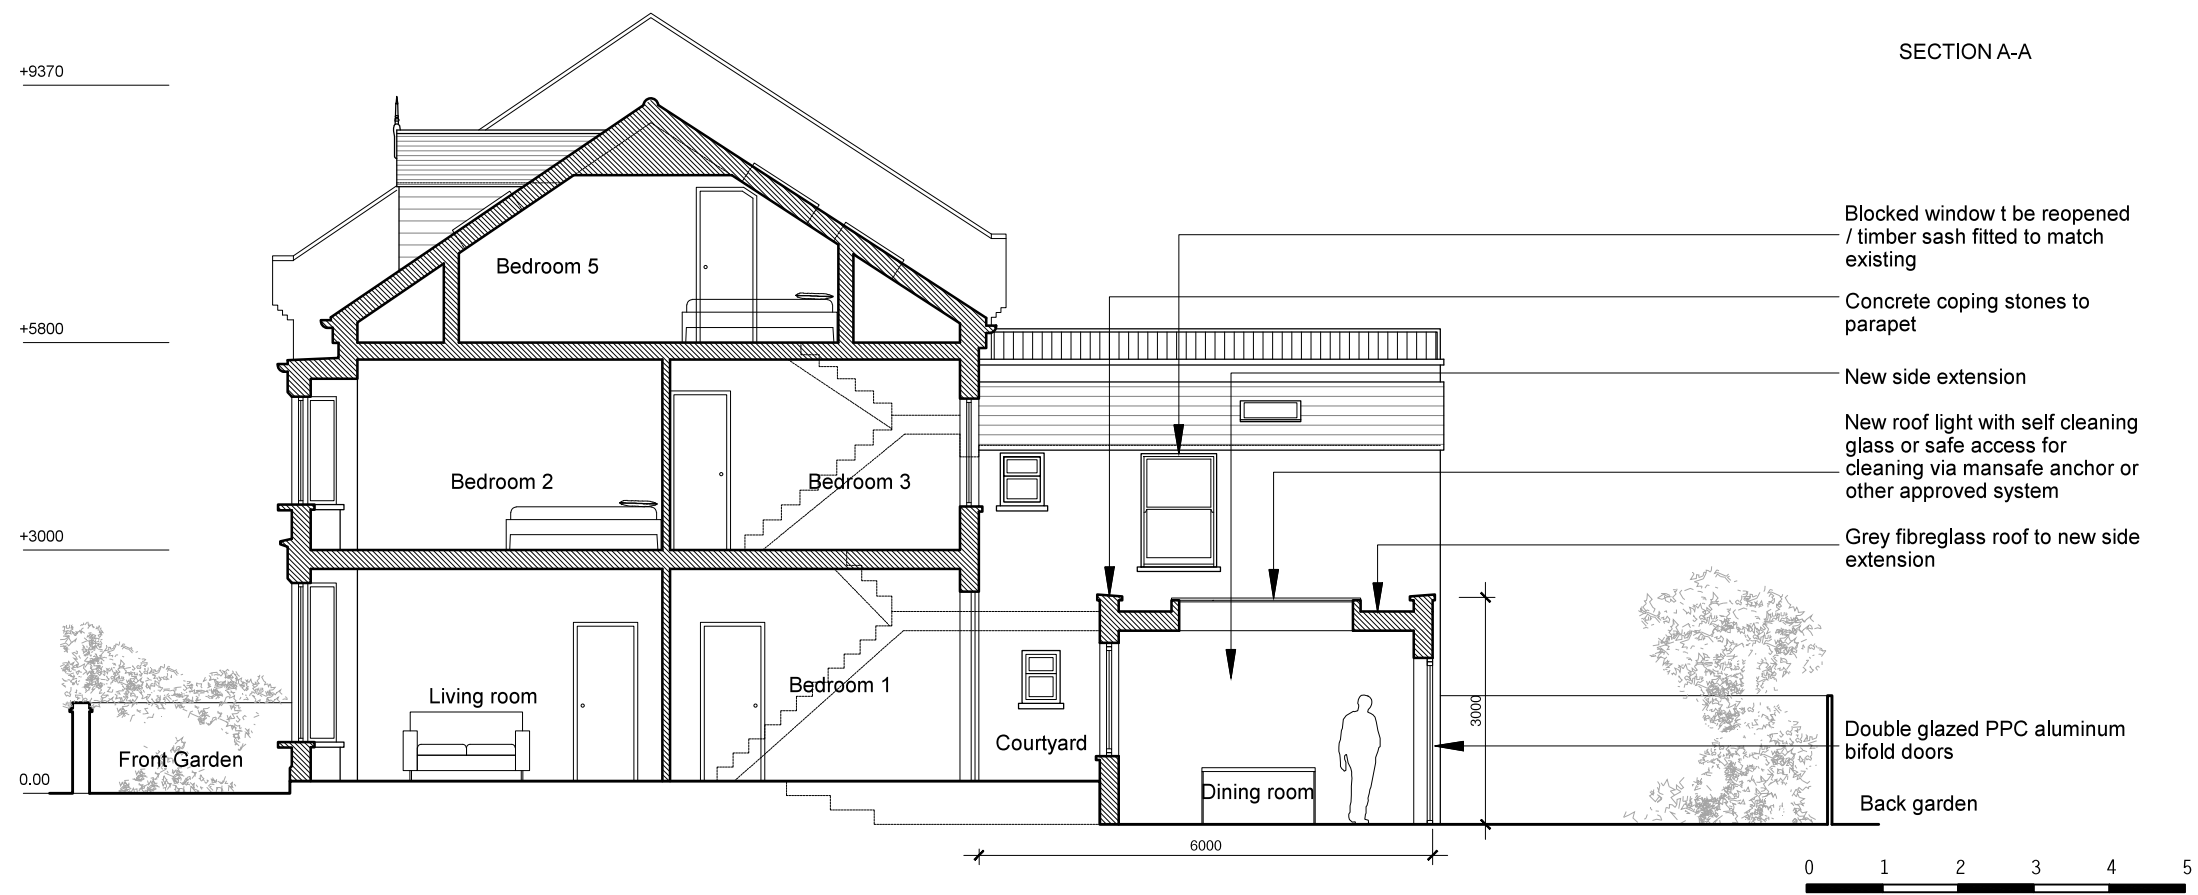 SECTION A-A
+9370
Blocked window t be reopened
/ timber sash fitted to match
existing
Bedroom 5
Concrete coping stones to
parapet
+5800
New side extension
New roof light with self cleaning
glass or safe access for
cleaning via mansafe anchor or
other approved system
Bedroom 2
Bedroom 3
+3000
Grey fibreglass roof to new side
extension
Living room
Bedroom 1
3000
Courtyard
Double glazed PPC aluminum
bifold doors
Front Garden
0.00
Dining room
Back garden
6000
0 1 2 3 4 5